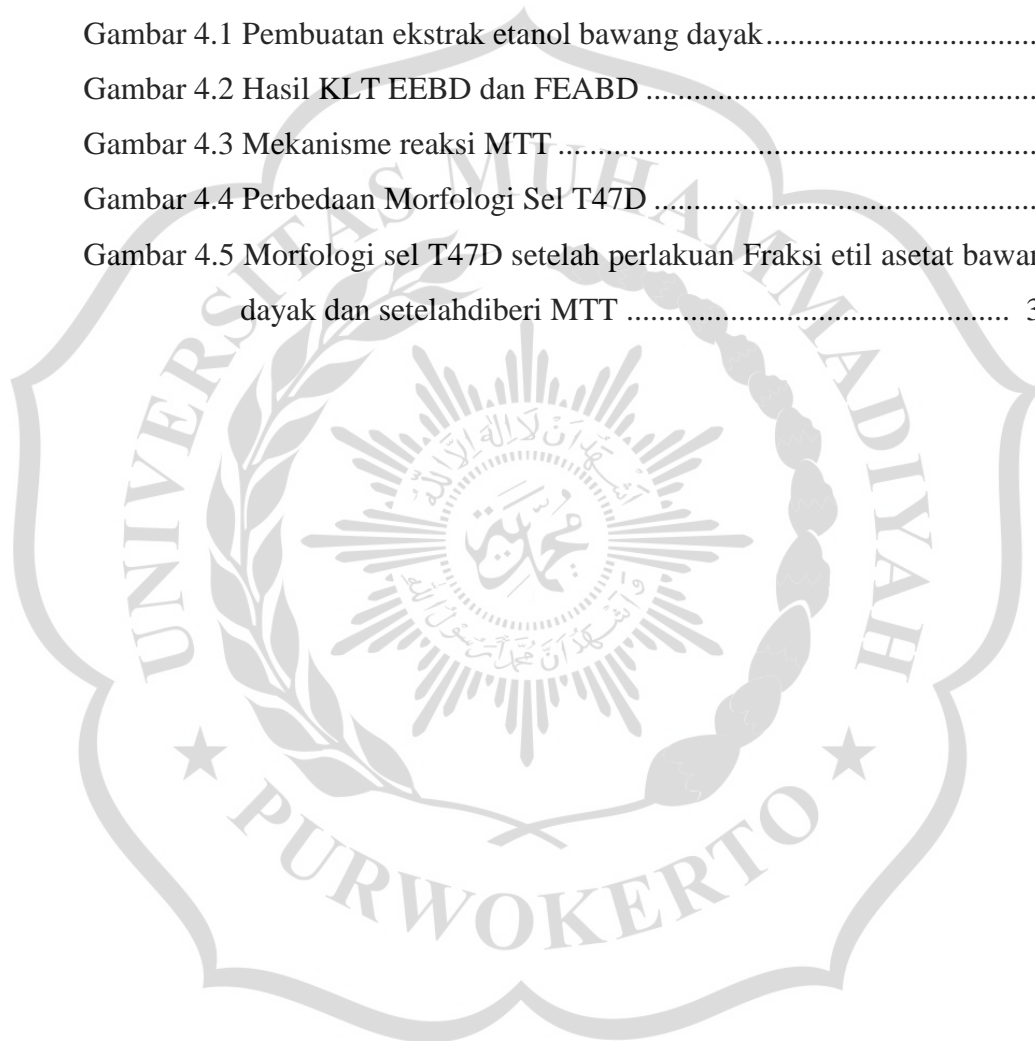 Gambar 4.1 Pembuatan ekstrak etanol bawang dayak.................................
Gambar 4.2 Hasil KLT EEBD dan FEABD ...................................................
Gambar 4.3 Mekanisme reaksi MTT ................................................................
Gambar 4.4 Perbedaan Morfologi Sel T47D ..................................................
Gambar 4.5 Morfologi sel T47D setelah perlakuan Fraksi etil asetat bawan
dayak dan setelahdiberi MTT .......................................... 3
UNIVERSITAS MUHAMMADIYAH
PURWOKERTO